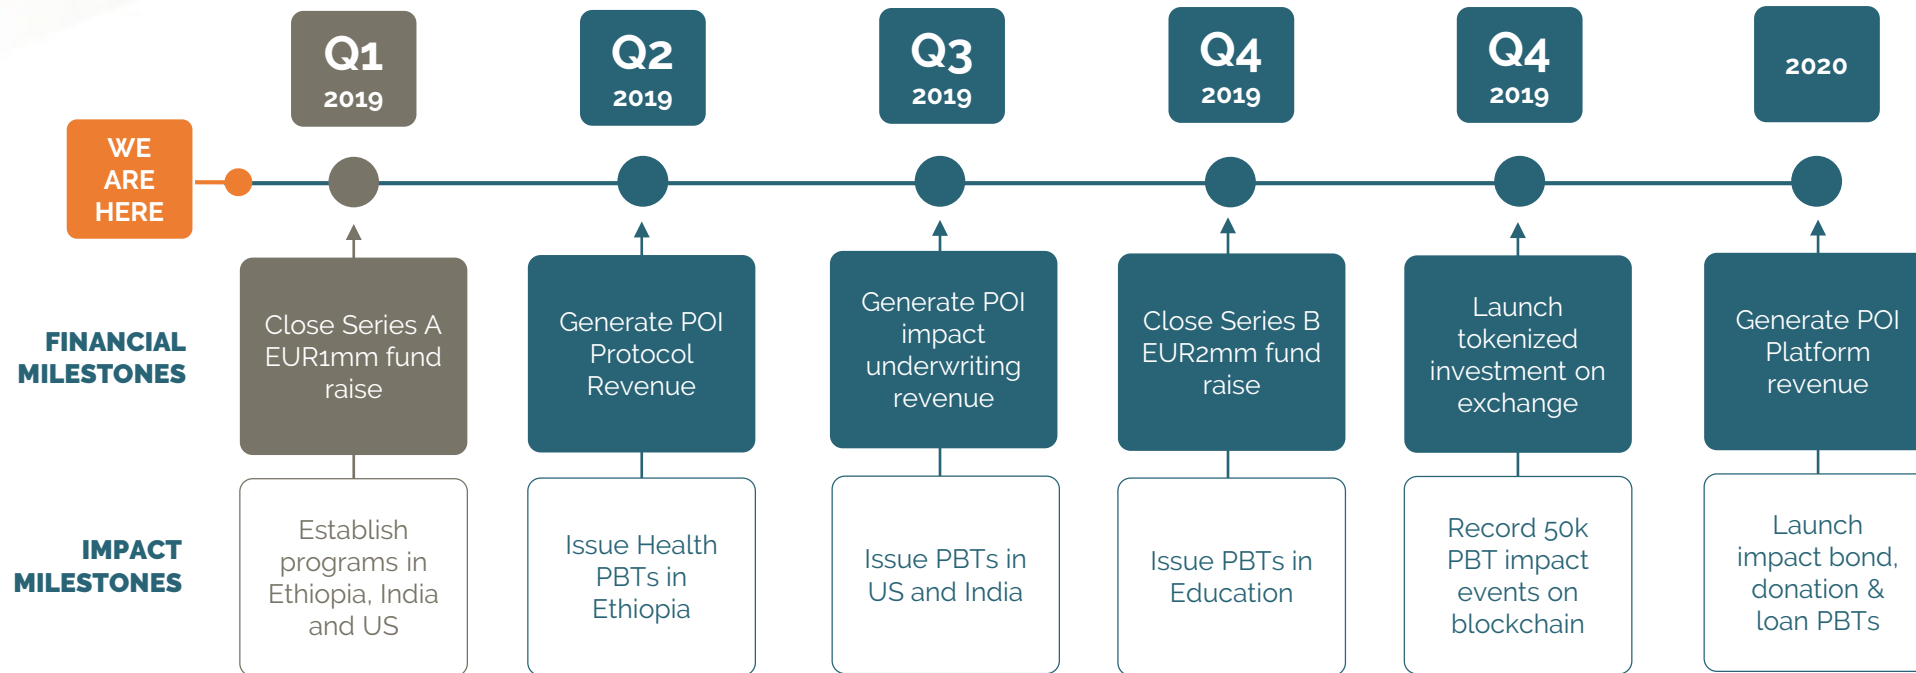 Q1
2019
Q2
2019
Q3
2019
Q4
2019
Q4
2019
2020
WE
ARE
HERE
FINANCIAL
MILESTONES
Close Series A
EUR1mm fund
raise
Generate POI
Protocol
Revenue
Generate POI
impact
underwriting
revenue
Close Series B
EUR2mm fund
raise
Launch
tokenized
investment on
exchange
Generate POI
Platform
revenue
IMPACT
MILESTONES
Establish
programs in
Ethiopia, India
and US
Issue Health
PBTs in
Ethiopia
Issue PBTs in
US and India
Issue PBTs in
Education
Record 50k
PBT impact
events on
blockchain
Launch
impact bond,
donation &
loan PBTs